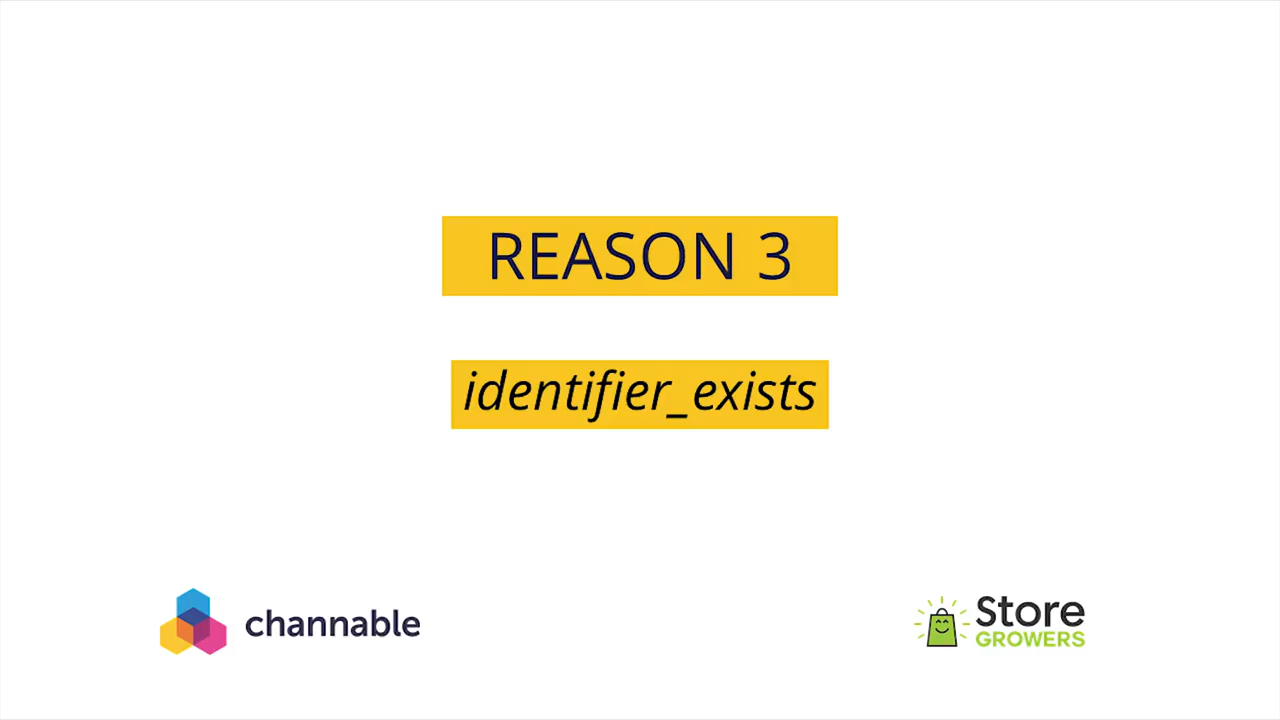 REASON 3
identifier_exists
channable
Store
GROWERS